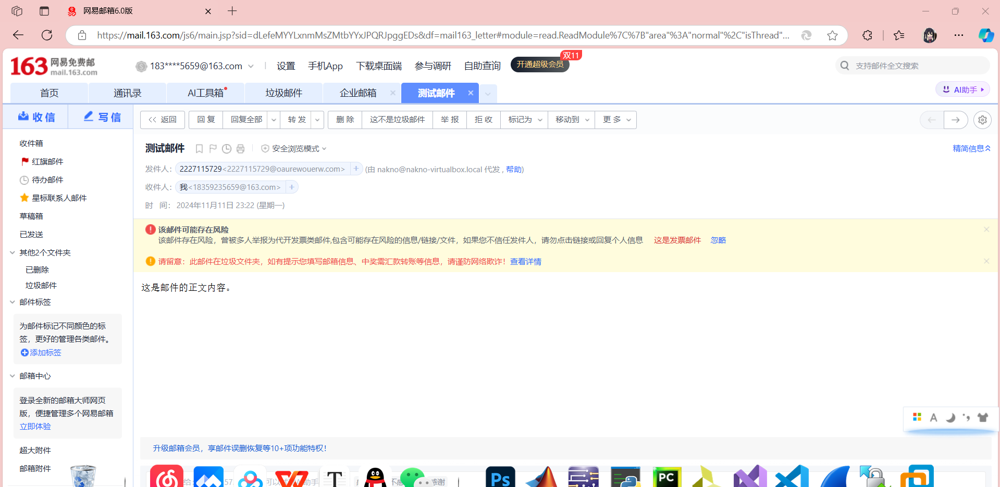 网易邮箱6.0版
https://mail.163.com/js6/main.jsp?sid=dLefeMYYLxnmMsZMtbYYxJPQRJpggEDs&df=mail163_letter#module=read.ReadModule%7C%7B"area"%3A"normal"%2C"isThread"...
163 网易免费邮
mail.163.com
183****5659@163.com 设置 手机App 下载桌面端 参与调研 自助查询 开通超级会员 双11
支持邮件全文搜索
首页 通讯录 AI工具箱 垃圾邮件 企业邮箱 测试邮件
AI助手
收信 写信
返回 回复 回复全部 转发 删除 这不是垃圾邮件 举报 拒收 标记为 移动到 更多
收件箱
红旗邮件
待办邮件
星标联系人邮件
草稿箱
已发送
其他2个文件夹
已删除
垃圾邮件
邮件标签
为邮件标记不同颜色的标
签，更好的管理各类邮件。
添加标签
邮箱中心
登录全新的邮箱大师网页
版，便捷管理多个网易邮箱
立即体验
超大附件
邮箱附件
测试邮件 安全浏览模式 精简信息
发件人： 2227115729<2227115729@oaurewouerw.com> + (由 nakno@nakno-virtualbox.local 代发 , 帮助)
收件人： 我<18359235659@163.com> +
时 间： 2024年11月11日 23:22 (星期一)
该邮件可能存在风险
该邮件存在风险，曾被多人举报为代开发票类邮件,包含可能存在风险的信息/链接/文件，如果您不信任发件人，请勿点击链接或回复个人信息 这是发票邮件 忽略
请留意：此邮件在垃圾文件夹，如有提示您填写邮箱信息、中奖需汇款转账等信息，请谨防网络欺诈！查看详情
这是邮件的正文内容。
升级邮箱会员，享邮件误删恢复等10+项功能特权！
A
给 57 可以 助手 不感 谢谢
T
Ps
PC